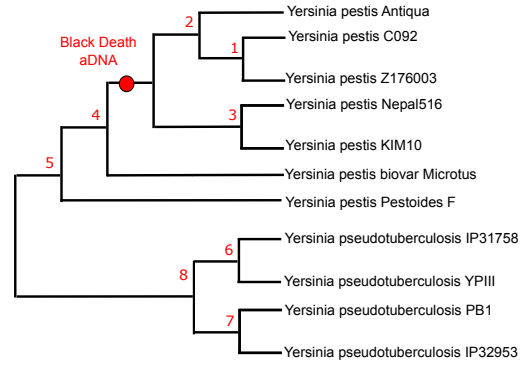 2
Yersinia pestis Antiqua
Yersinia pestis C092
Black Death
aDNA
1
Yersinia pestis Z176003
Yersinia pestis Nepal516
4
3
Yersinia pestis KIM10
5
Yersinia pestis biovar Microtus
Yersinia pestis Pestoides F
Yersinia pseudotuberculosis IP31758
6
8
Yersinia pseudotuberculosis YPIII
Yersinia pseudotuberculosis PB1
7
Yersinia pseudotuberculosis IP32953